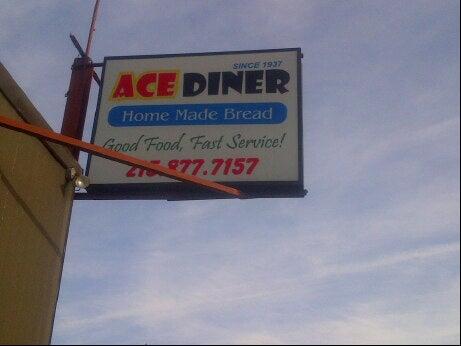 SINCE 1937
ACE DINER
Home Made Bread
Good Food, Fast Service!
215.877.7157